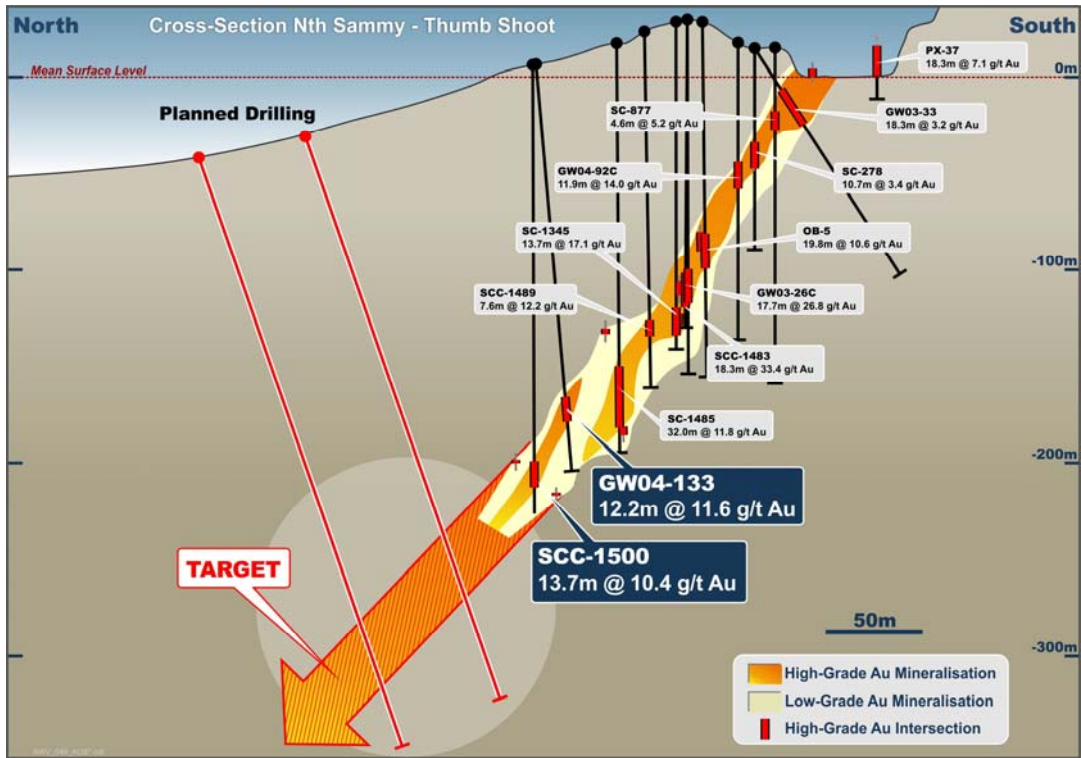 North
Cross-Section Nth Sammy - Thumb Shoot
South
Mean Surface Level
0m
PX-37
18.3m @ 7.1 g/t Au
Planned Drilling
SC-877
4.6m @ 5.2 g/t Au
GW03-33
18.3m @ 3.2 g/t Au
GW04-92C
11.9m @ 14.0 g/t Au
SC-278
10.7m @ 3.4 g/t Au
SC-1345
13.7m @ 17.1 g/t Au
OB-5
19.8m @ 10.6 g/t Au
-100m
SCC-1489
7.6m @ 12.2 g/t Au
GW03-26C
17.7m @ 26.8 g/t Au
SCC-1483
18.3m @ 33.4 g/t Au
SC-1485
32.0m @ 11.8 g/t Au
-200m
GW04-133
12.2m @ 11.6 g/t Au
SCC-1500
13.7m @ 10.4 g/t Au
TARGET
50m
-300m
High-Grade Au Mineralisation
Low-Grade Au Mineralisation
High-Grade Au Intersection